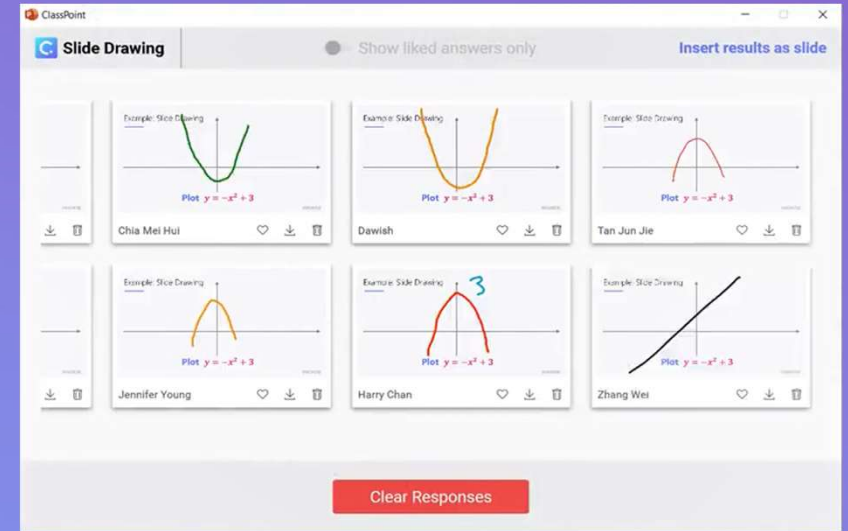 ClassPoint
Slide Drawing
Show liked answers only
Insert results as slide
Example: Slide Drawing
Plot y = −x² + 3
Chia Mei Hui
Example: Slide Drawing
Plot y = −x² + 3
Dawish
Example: Slide Drawing
Plot y = −x² + 3
Tan Jun Jie
Example: Slide Drawing
Plot y = −x² + 3
Jennifer Young
Example: Slide Drawing
3
Plot y = −x² + 3
Harry Chan
Example: Slide Drawing
Plot y = −x² + 3
Zhang Wei
Clear Responses